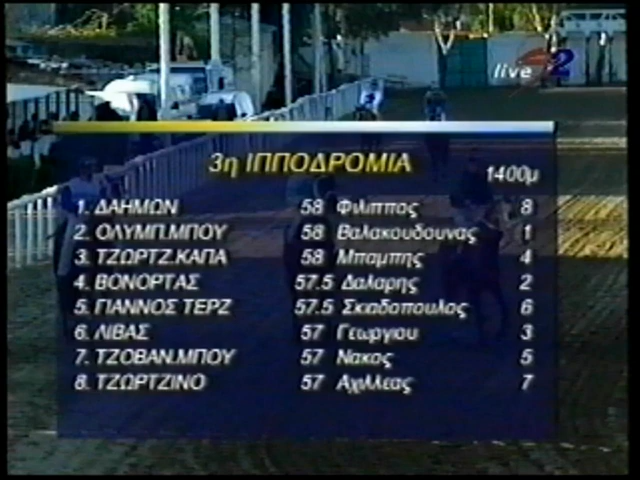 live 2
3η ΙΠΠΟΔΡΟΜΙΑ 1400μ
1. ΔΑΗΜΩΝ 58 Φιλιππος 8
2. ΟΛΥΜΠ.ΜΠΟΥ 58 Βαλακουδουνας 1
3. ΤΖΩΡΤΖ.ΚΑΠΑ 58 Μπαμπης 4
4. ΒΟΝΟΡΤΑΣ 57.5 Δαλαρης 2
5. ΓΙΑΝΝΟΣ ΤΕΡΖ 57.5 Σκιαδοπουλος 6
6. ΛΙΒΑΣ 57 Γεωργιου 3
7. ΤΖΟΒΑΝ.ΜΠΟΥ 57 Νακος 5
8. ΤΖΩΡΤΖΙΝΟ 57 Αχιλλεας 7